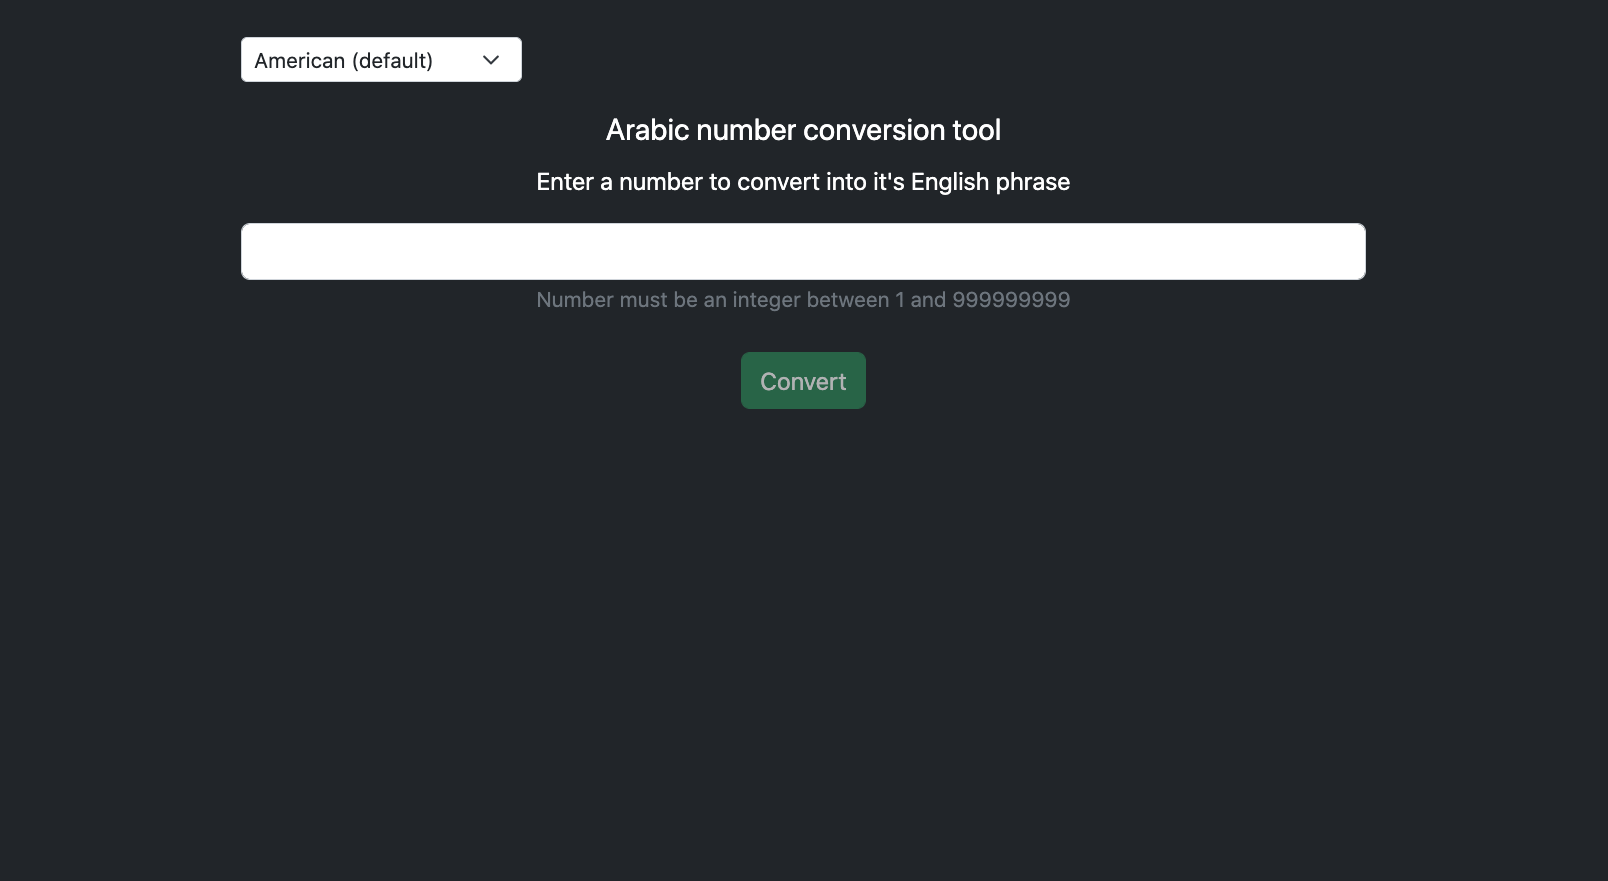 American (default)
Arabic number conversion tool
Enter a number to convert into it's English phrase
Number must be an integer between 1 and 999999999
Convert